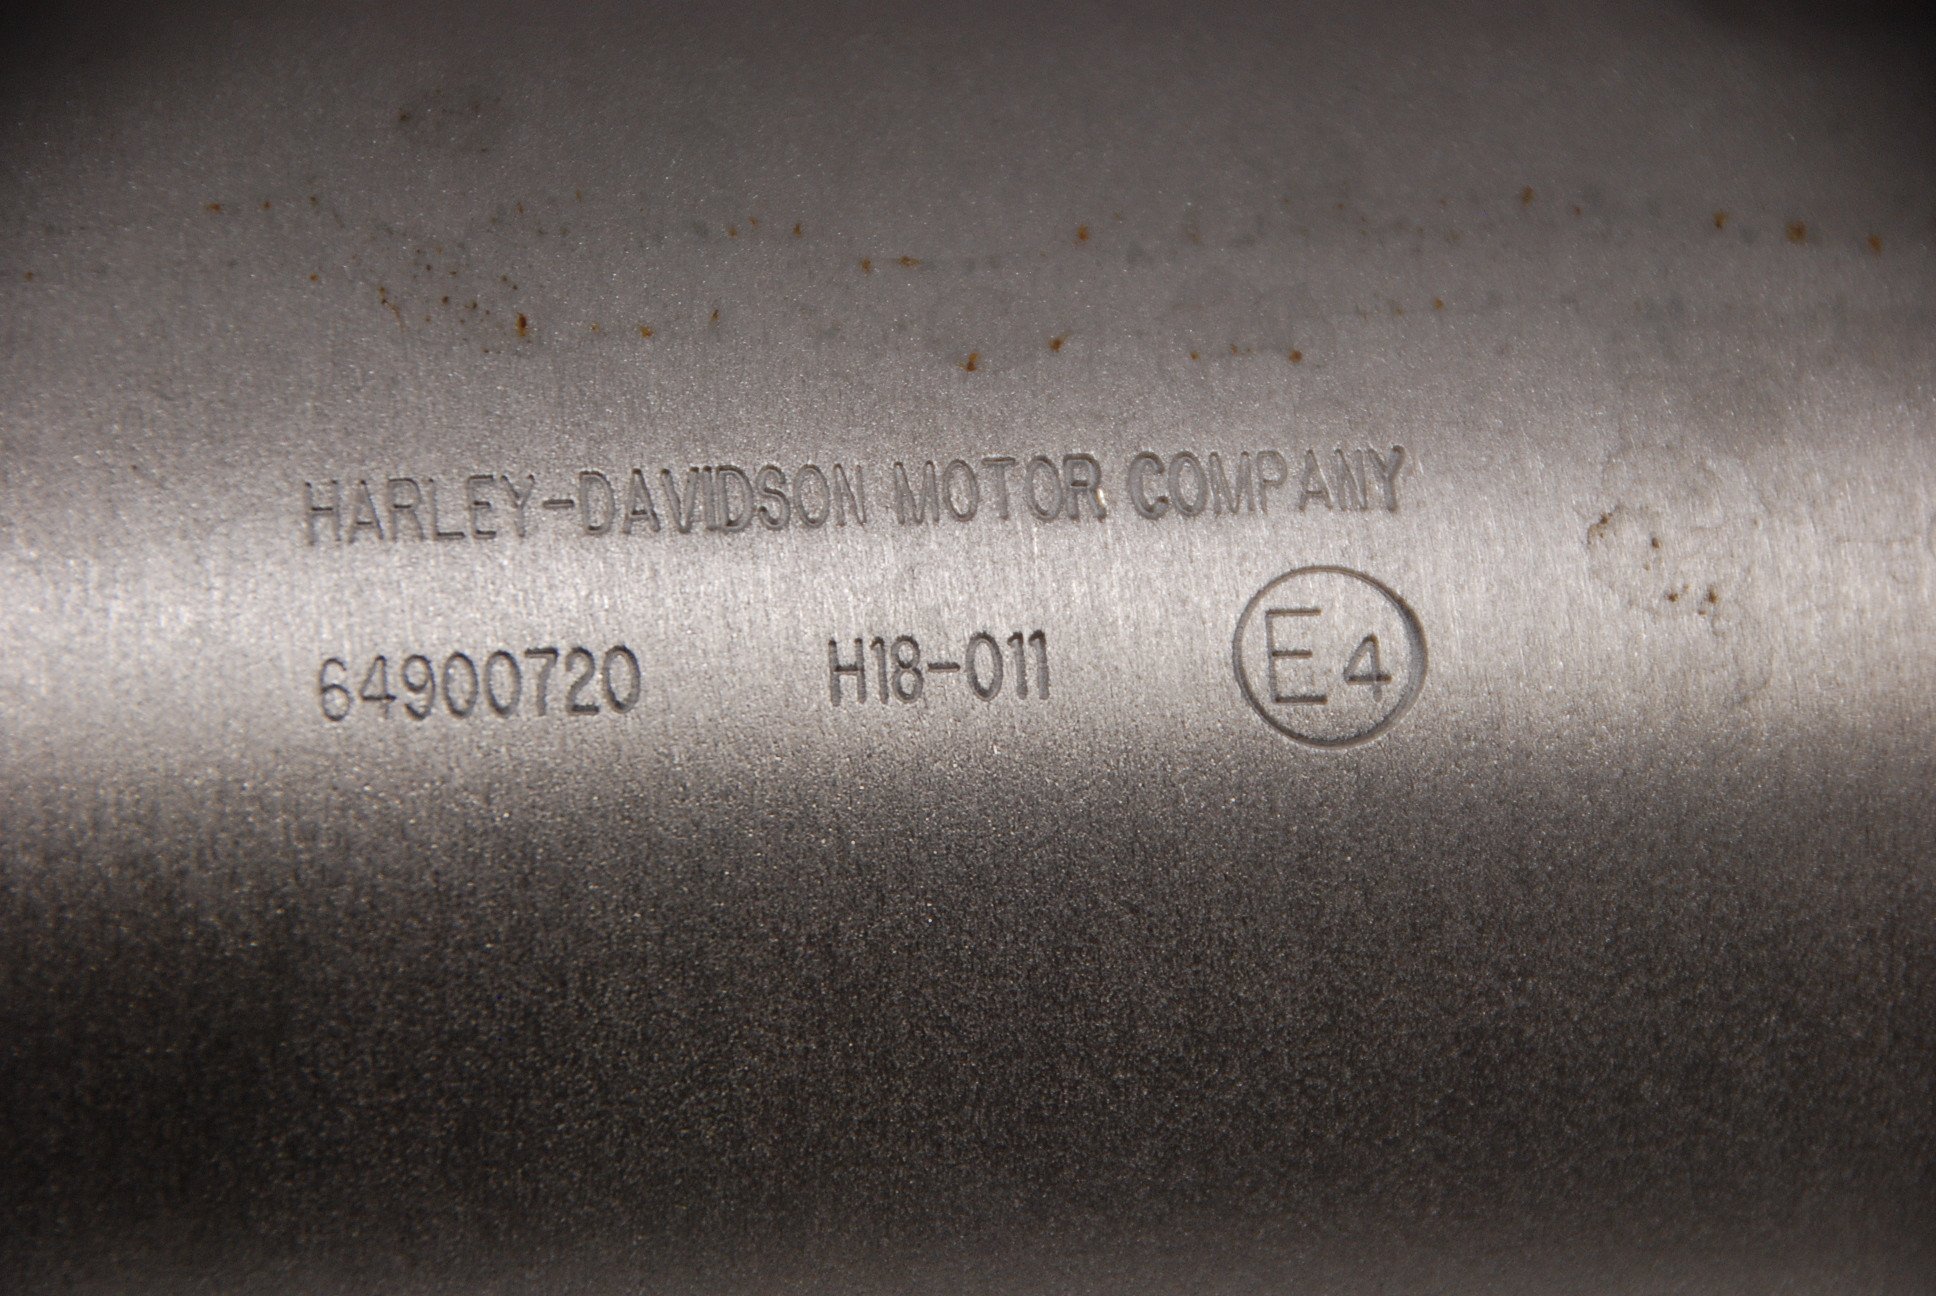 HARLEY-DAVIDSON MOTOR COMPANY
64900720 H18-011 E4